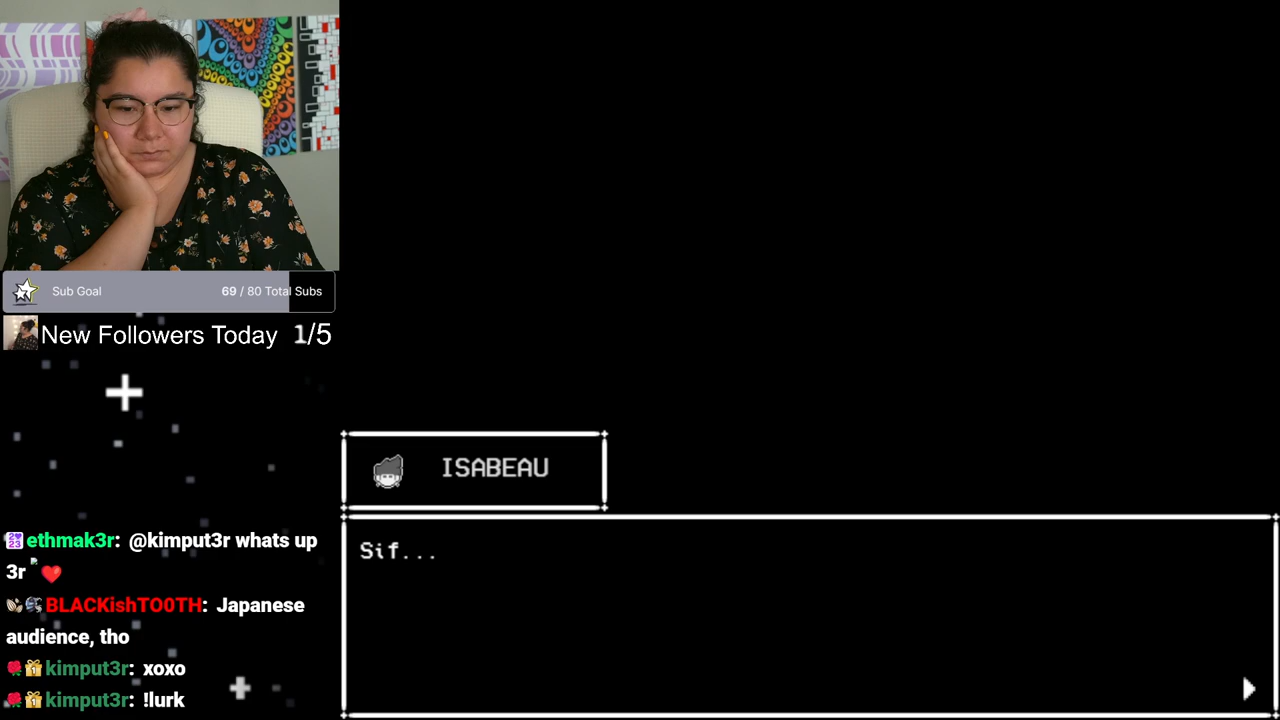 Sub Goal 69 / 80 Total Subs
New Followers Today 1/5
ISABEAU
Sif...
ethmak3r: @kimput3r whats up
3r
BLACKishTO0TH: Japanese
audience, tho
kimput3r: xoxo
kimput3r: !lurk